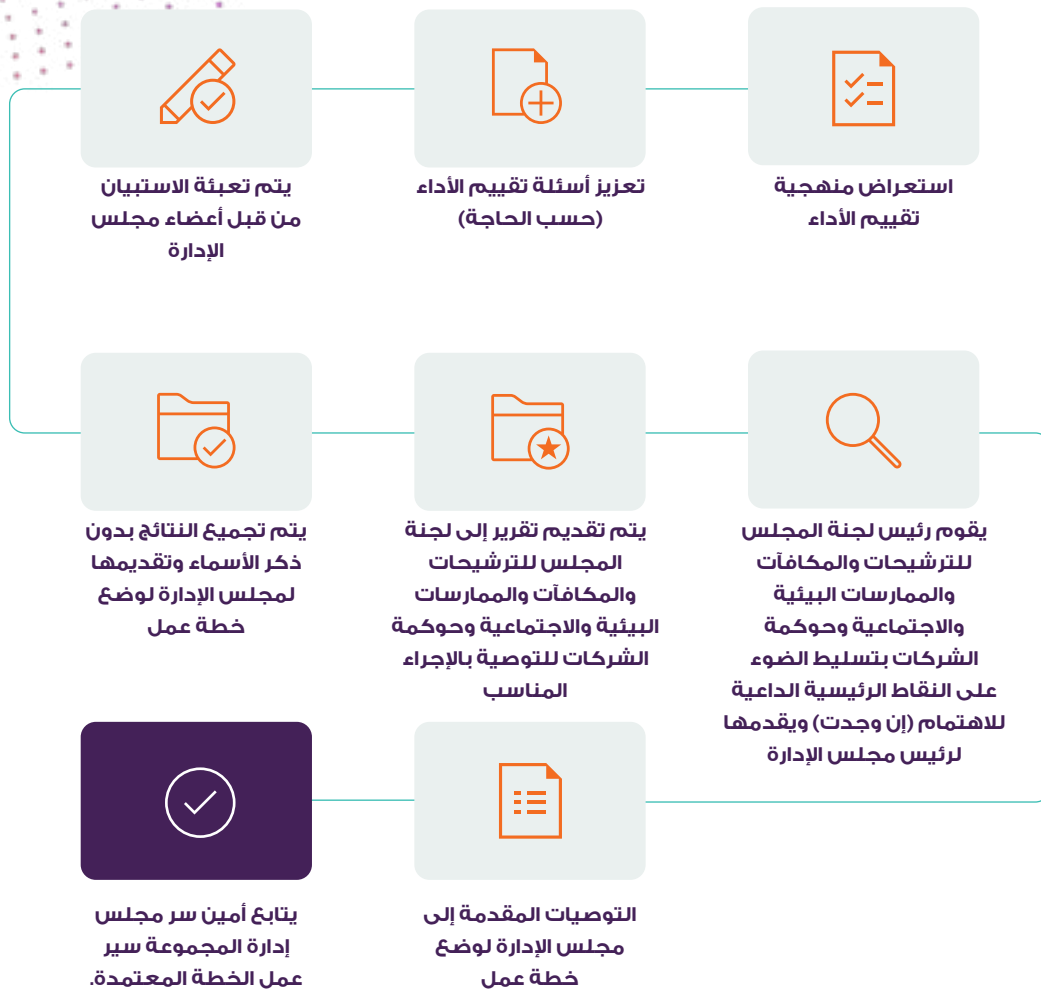 استعراض منهجية
تقييم الأداء
تعزيز أسئلة تقييم الأداء
(حسب الحاجة)
يتم تعبئة الاستبيان
من قبل أعضاء مجلس
الإدارة
يتم تجميع النتائج بدون
ذكر الأسماء وتقديمها
لمجلس الإدارة لوضع
خطة عمل
يتم تقديم تقرير إلى لجنة
المجلس للترشيحات
والمكافآت والممارسات
البيئية والاجتماعية وحوكمة
الشركات للتوصية بالإجراء
المناسب
يقوم رئيس لجنة المجلس
للترشيحات والمكافآت
والممارسات البيئية
والاجتماعية وحوكمة
الشركات بتسليط الضوء
على النقاط الرئيسية الداعية
للاهتمام (إن وجدت) ويقدمها
لرئيس مجلس الإدارة
التوصيات المقدمة إلى
مجلس الإدارة لوضع
خطة عمل
يتابع أمين سر مجلس
إدارة المجموعة سير
عمل الخطة المعتمدة.